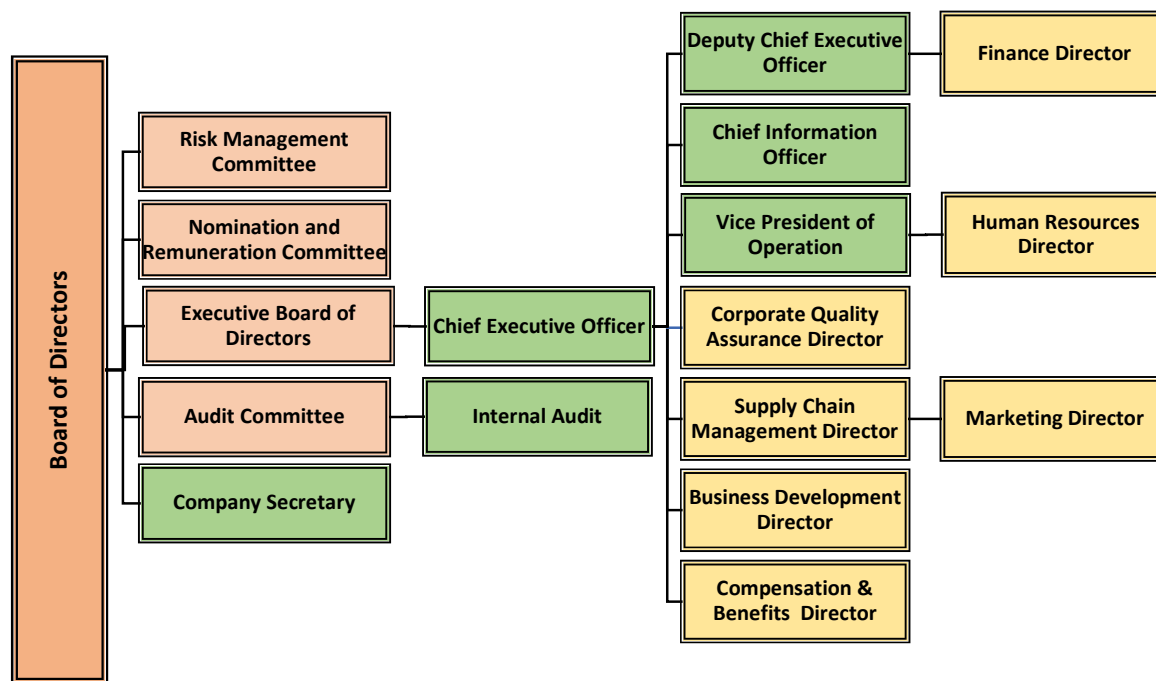 Board of Directors
Risk Management
Committee
Nomination and
Remuneration Committee
Executive Board of
Directors
Audit Committee
Company Secretary
Chief Executive Officer
Internal Audit
Deputy Chief Executive
Officer
Chief Information
Officer
Vice President of
Operation
Corporate Quality
Assurance Director
Supply Chain
Management Director
Business Development
Director
Compensation &
Benefits Director
Finance Director
Human Resources
Director
Marketing Director